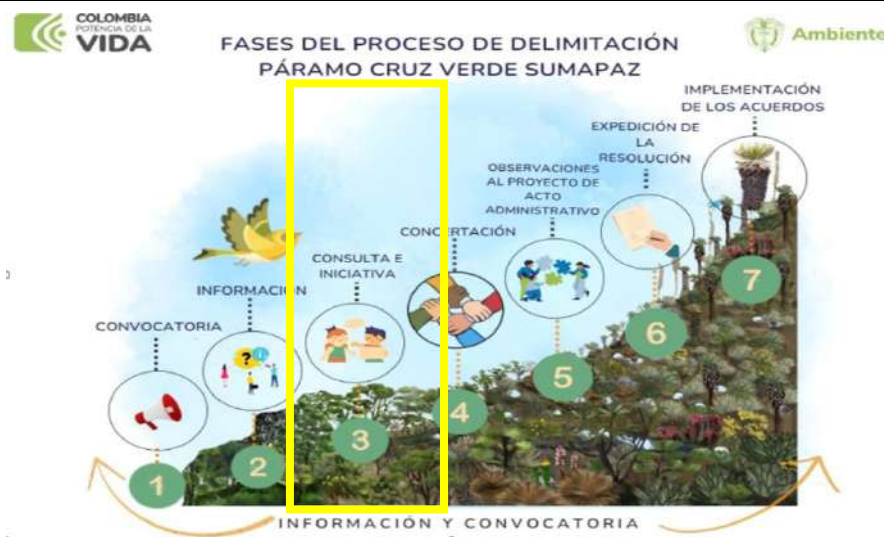 COLOMBIA
POTENCIA DE LA
VIDA
Ambiente
FASES DEL PROCESO DE DELIMITACIÓN
PÁRAMO CRUZ VERDE SUMAPAZ
IMPLEMENTACIÓN
DE LOS ACUERDOS
EXPEDICIÓN DE
LA
RESOLUCIÓN
OBSERVACIONES
AL PROYECTO DE
ACTO
ADMINISTRATIVO
CONCERTACIÓN
CONSULTA E
INICIATIVA
INFORMACIÓN
CONVOCATORIA
? i
1
2
3
4
5
6
7
INFORMACIÓN Y CONVOCATORIA